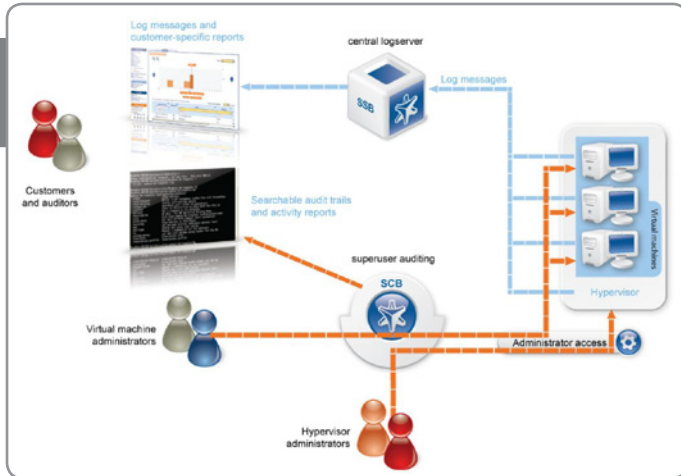 Log messages and
customer-specific reports
central logserver
SSB
Log messages
Customers
and auditors
Searchable audit trails
and activity reports
Virtual machines
Hypervisor
superuser auditing
SCB
Virtual machine
administrators
Administrator access
Hypervisor
administrators